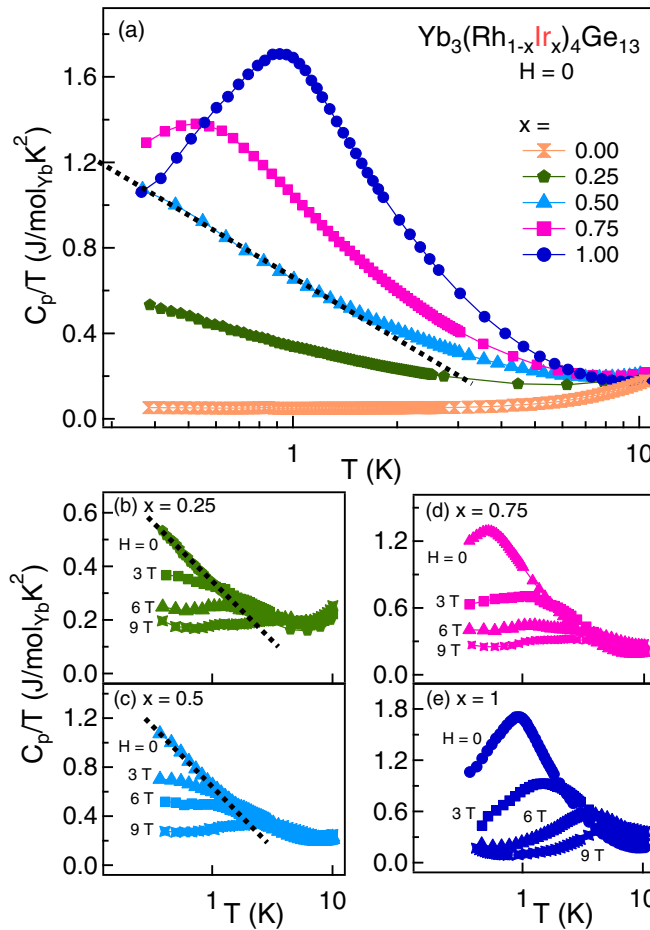 (a)
Yb3(Rh1-xIrx)4Ge13
H = 0
x =
0.00
0.25
0.50
0.75
1.00
1.6
1.2
0.8
0.4
0.0
Cp/T (J/molYbK2)
1
10
T (K)
(b) x = 0.25
0.6
0.4
0.2
0.0
H = 0
3 T
6 T
9 T
(d) x = 0.75
1.2
0.6
0.0
H = 0
3 T
6 T
9 T
Cp/T (J/molYbK2)
(c) x = 0.5
1.2
0.8
0.4
0.0
H = 0
3 T
6 T
9 T
1
10
T (K)
(e) x = 1
1.8
1.2
0.6
0.0
H = 0
3 T
6 T
9 T
1
10
T (K)